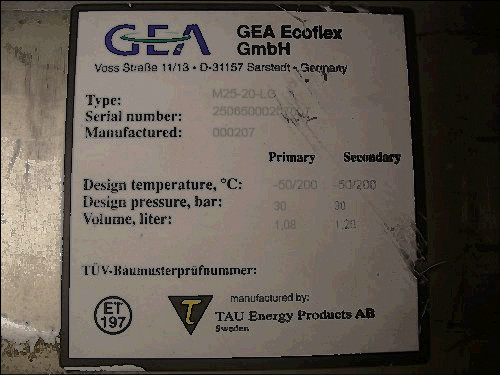 GEA
GEA Ecoflex
GmbH
Voss Straße 11/13 • D-31157 Sarstedt • Germany
Type: M25-20-LG
Serial number:
Manufactured: 000207
Primary Secondary
Design temperature, °C: -50/200 -50/200
Design pressure, bar: 30 30
Volume, liter: 1,08 1,26
TÜV-Baumusterprüfnummer:
ET
197
τ
manufactured by:
TAU Energy Products AB
Sweden